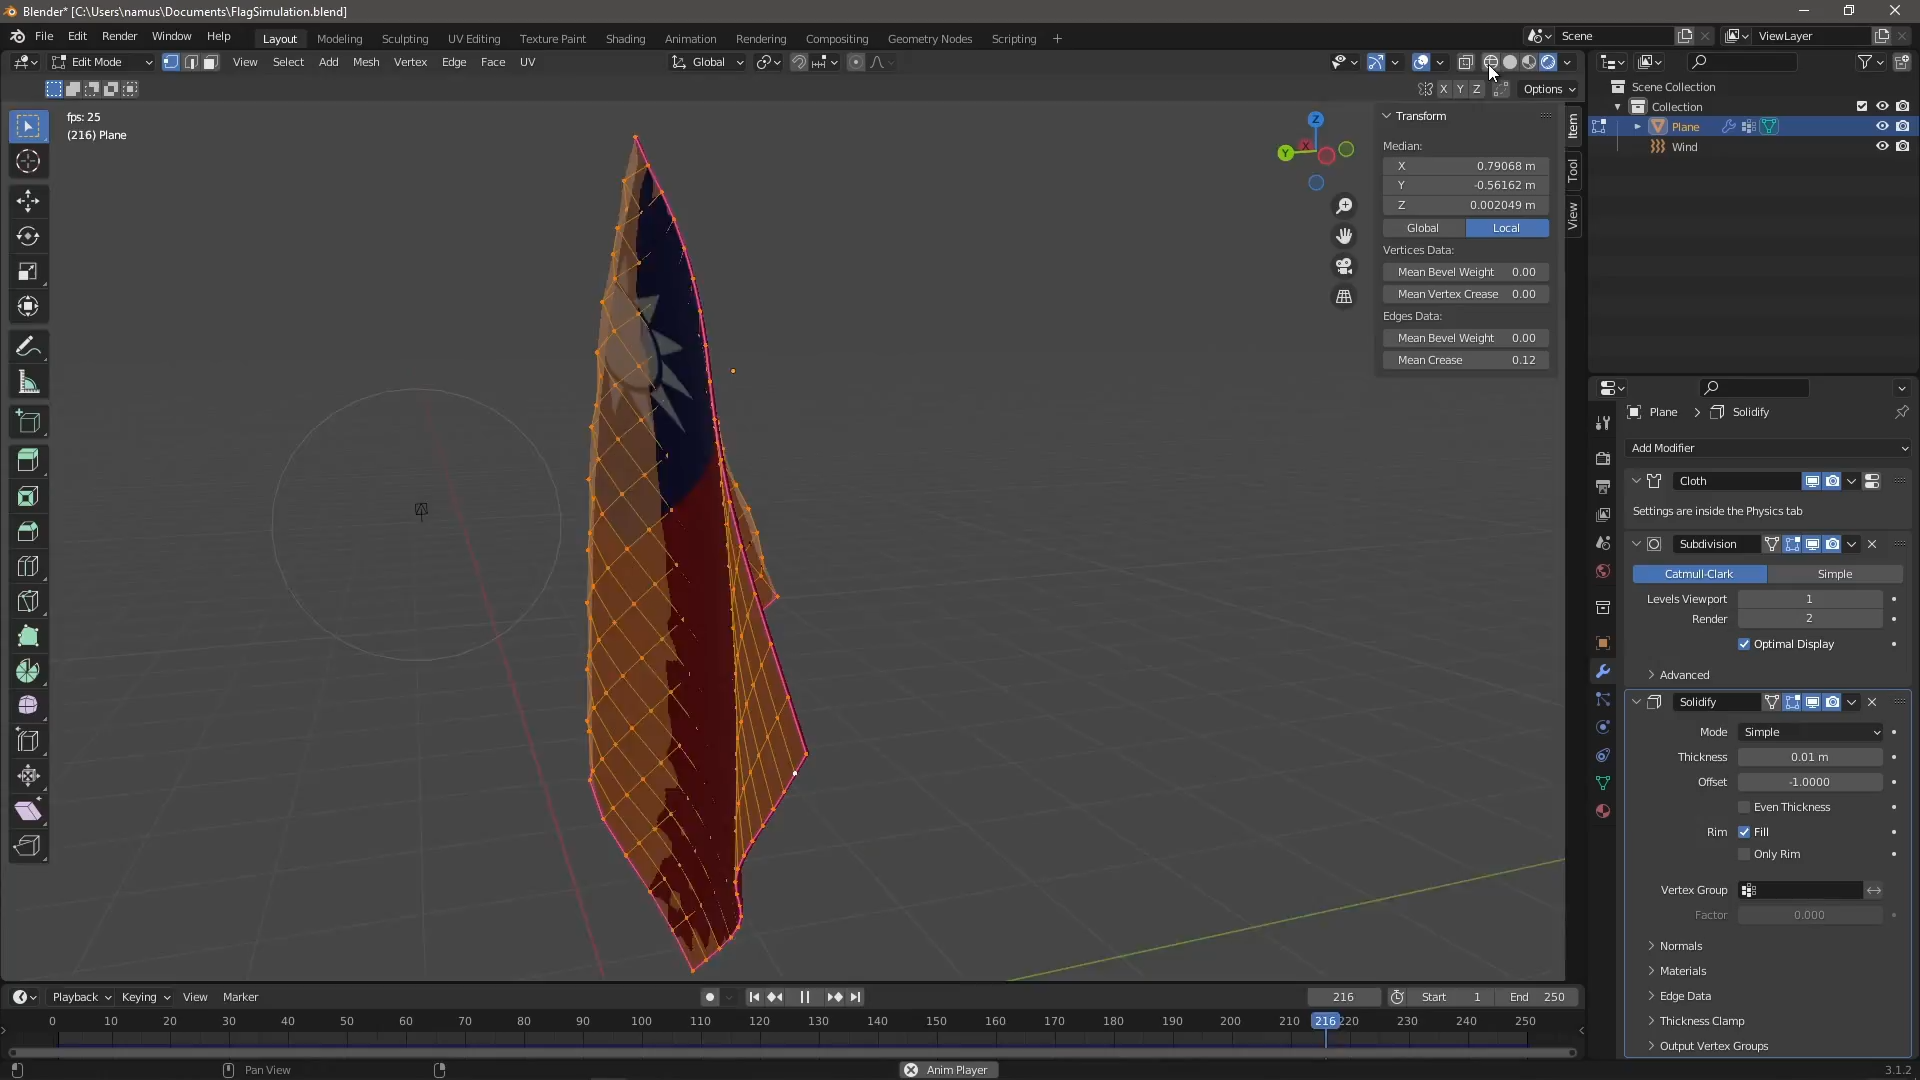 Blender* [C:\Users\namus\Documents\FlagSimulation.blend]
File Edit Render Window Help Layout Modeling Sculpting UV Editing Texture Paint Shading Animation Rendering Compositing Geometry Nodes Scripting + Scene ViewLayer
Edit Mode View Select Add Mesh Vertex Edge Face UV Global
X Y Z Options
fps: 25
(216) Plane
Z
Y
X
Transform
Median:
X 0.79068 m
Y -0.56162 m
Z 0.002049 m
Global Local
Vertices Data:
Mean Bevel Weight 0.00
Mean Vertex Crease 0.00
Edges Data:
Mean Bevel Weight 0.00
Mean Crease 0.12
Item
Tool
View
Scene Collection
Collection
Plane
Wind
Plane > Solidify
Add Modifier
Cloth
Settings are inside the Physics tab
Subdivision
Catmull-Clark Simple
Levels Viewport 1
Render 2
Optimal Display
Advanced
Solidify
Mode Simple
Thickness 0.01 m
Offset -1.0000
Even Thickness
Rim Fill
Only Rim
Vertex Group
Factor 0.000
Normals
Materials
Edge Data
Thickness Clamp
Output Vertex Groups
Playback Keying View Marker 216 Start 1 End 250
0 10 20 30 40 50 60 70 80 90 100 110 120 130 140 150 160 170 180 190 200 210 216 220 230 240 250
Pan View Anim Player 3.1.2